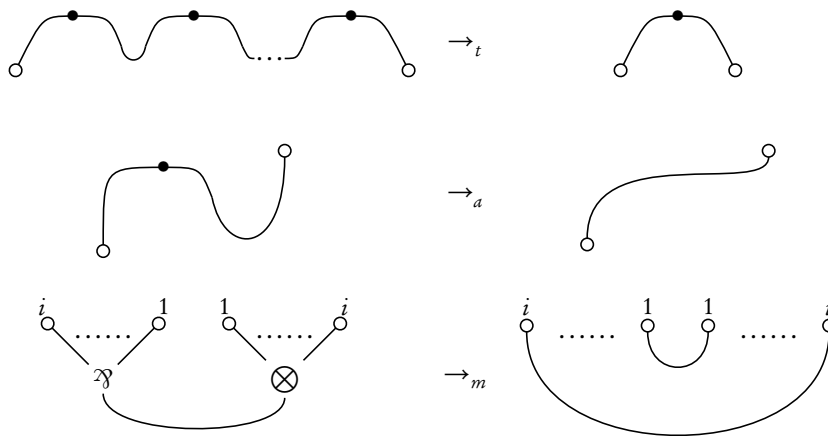 →t
→a
i 1 1 i i 1 1 i
⅋ ⊗ →m